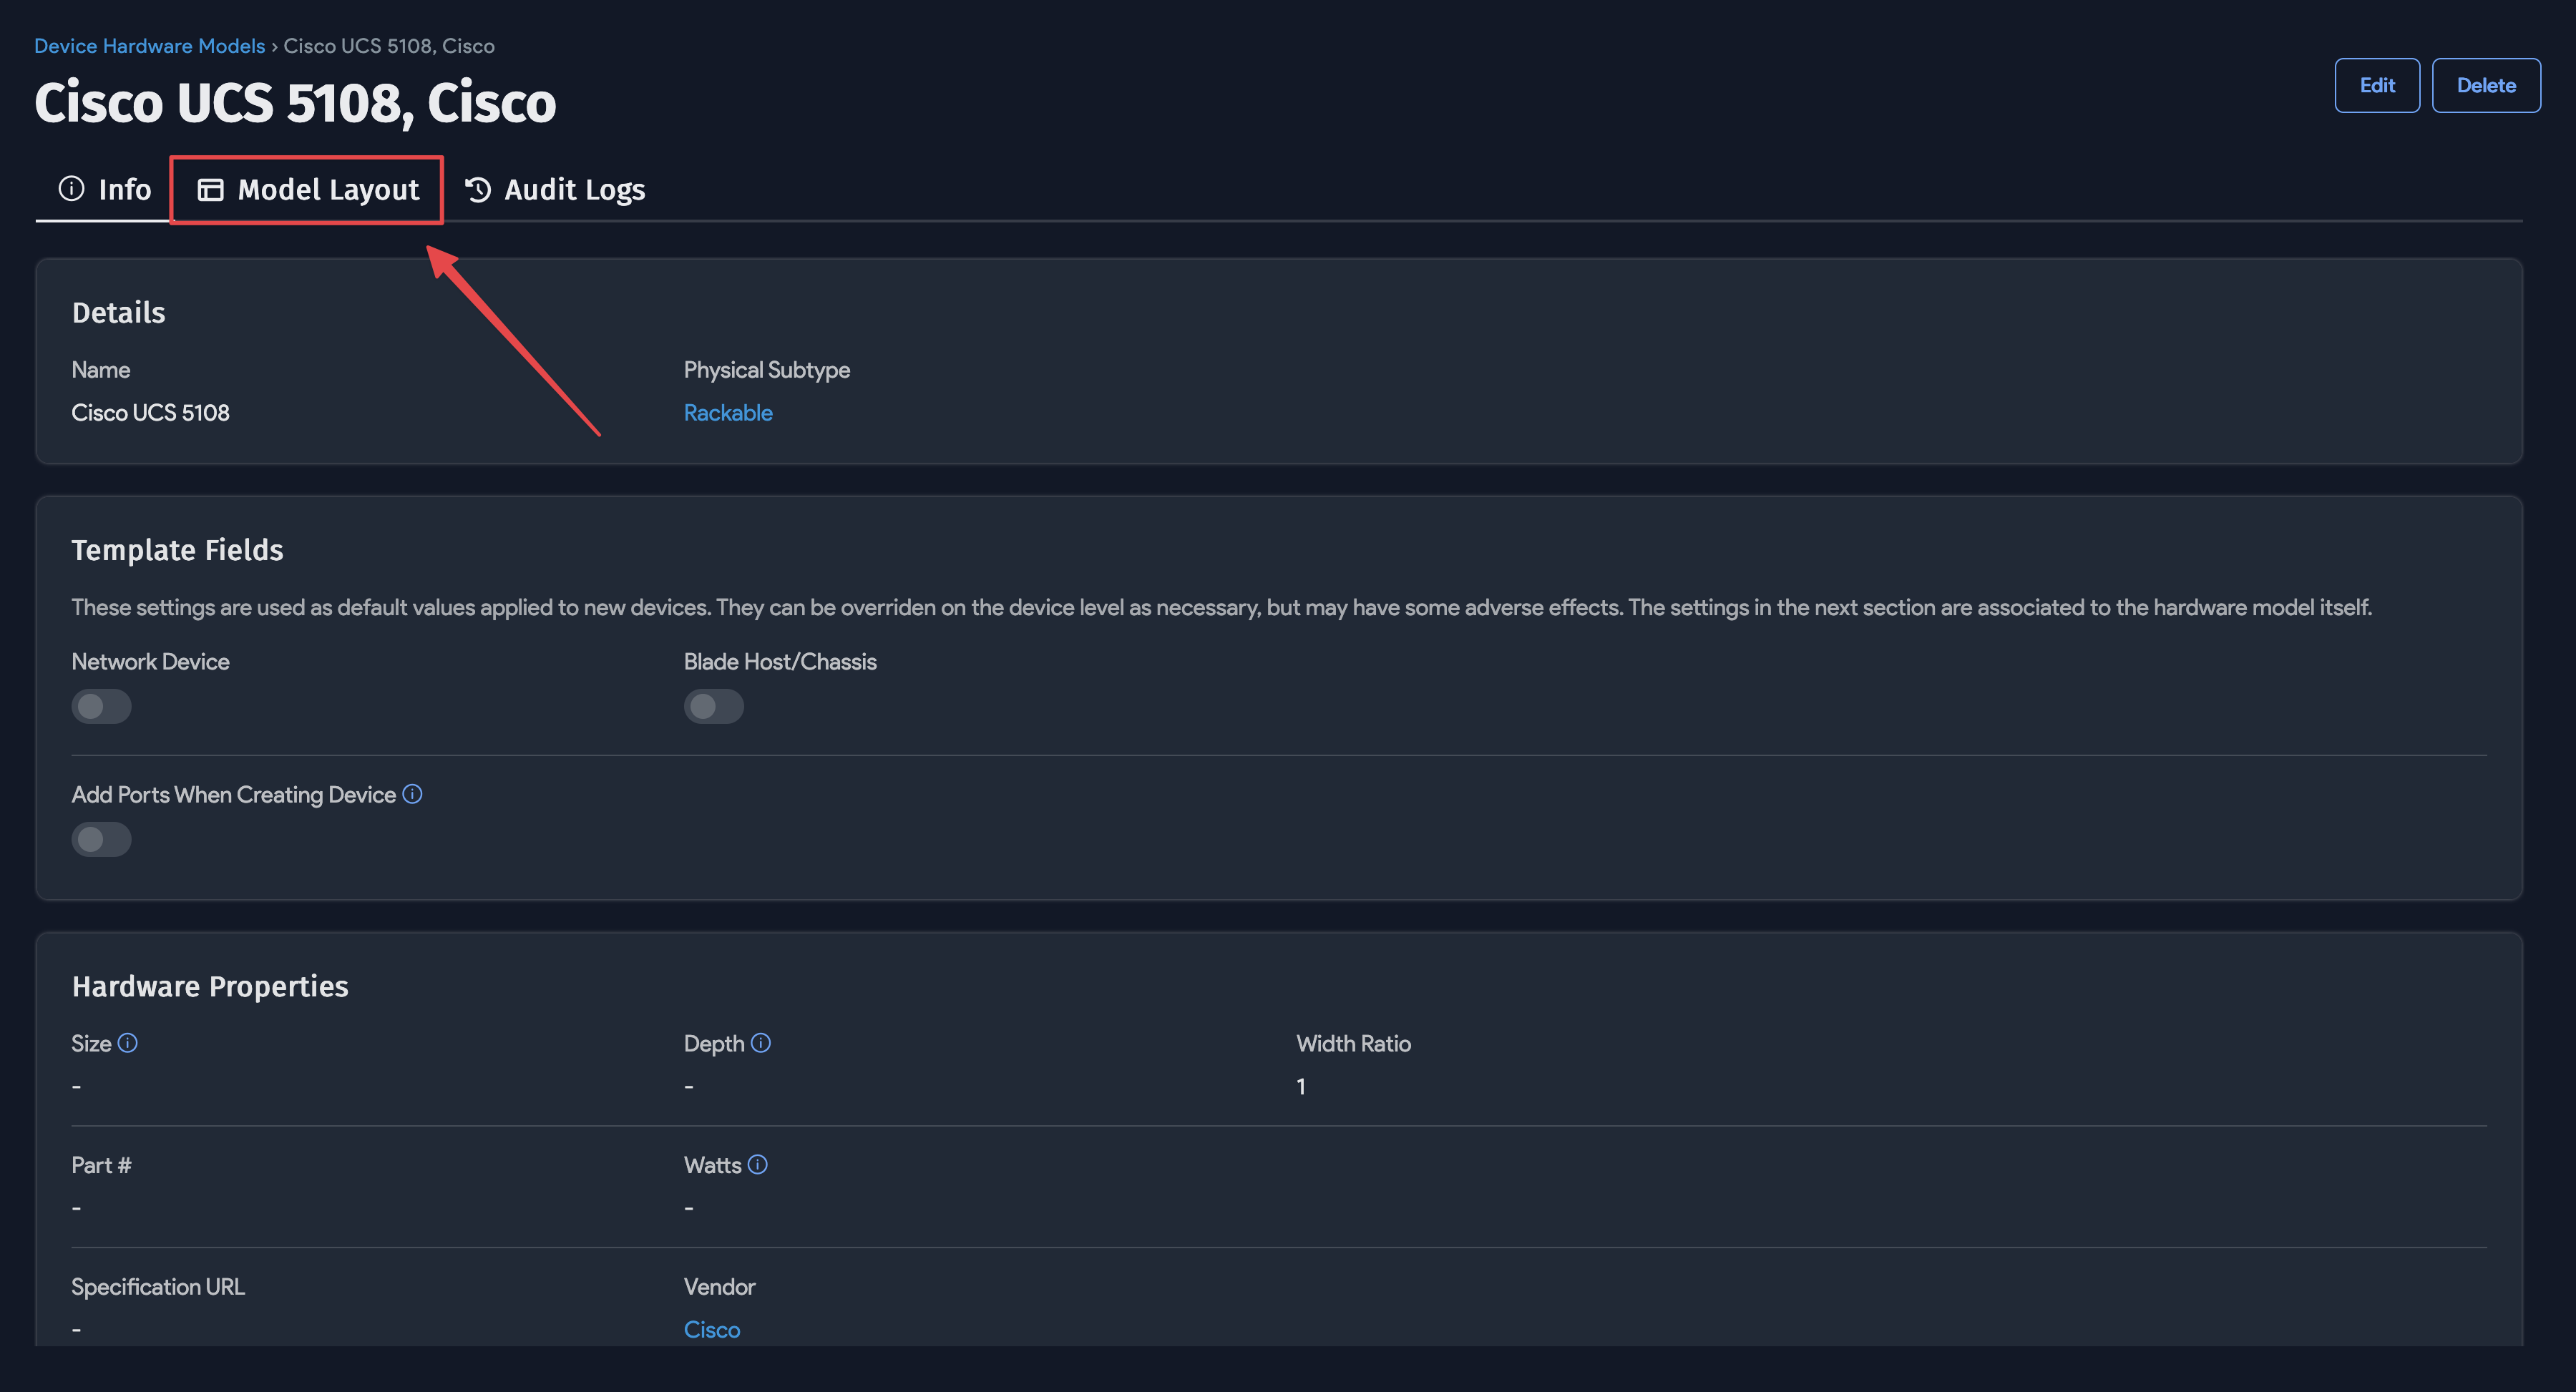 Device Hardware Models › Cisco UCS 5108, Cisco
Cisco UCS 5108, Cisco
Edit
Delete
Info
Model Layout
Audit Logs
Details
Name
Physical Subtype
Cisco UCS 5108
Rackable
Template Fields
These settings are used as default values applied to new devices. They can be overriden on the device level as necessary, but may have some adverse effects. The settings in the next section are associated to the hardware model itself.
Network Device
Blade Host/Chassis
Add Ports When Creating Device
Hardware Properties
Size
Depth
Width Ratio
-
-
1
Part #
Watts
-
-
Specification URL
Vendor
-
Cisco